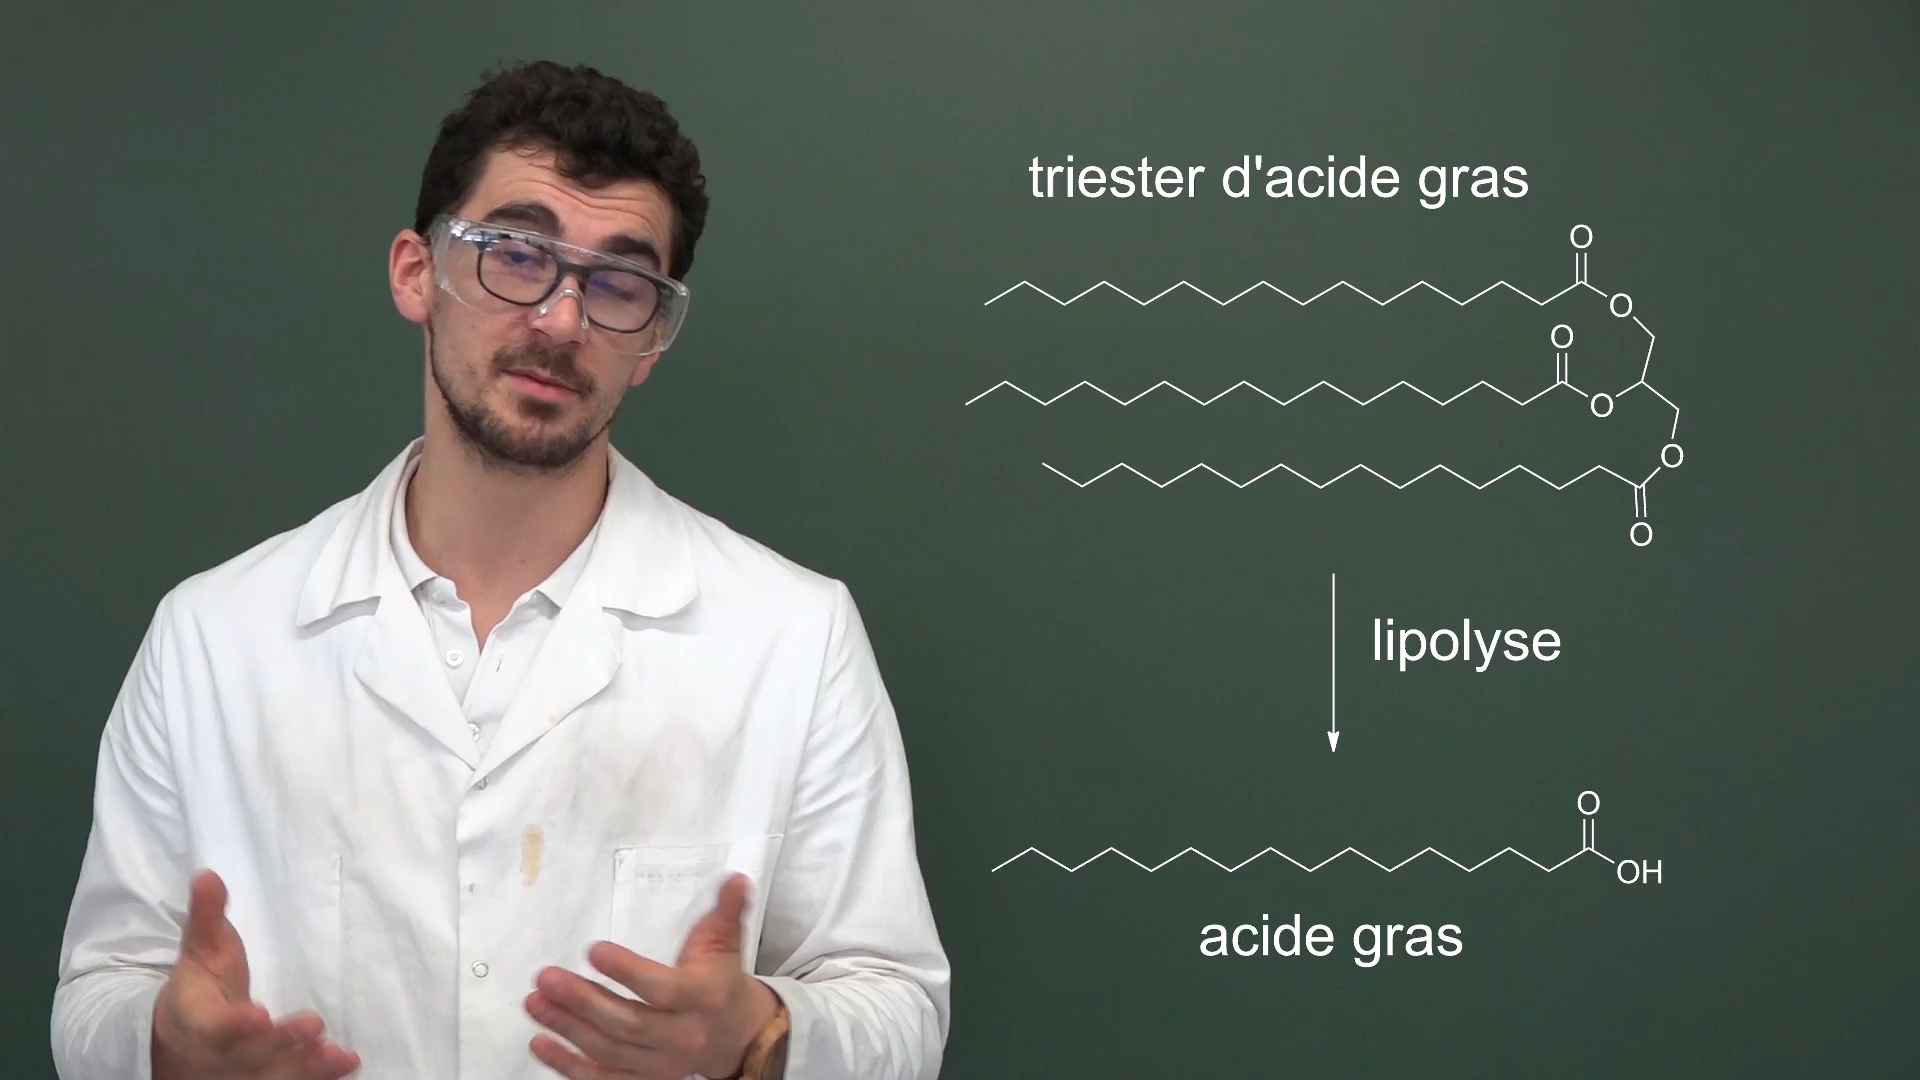 triester d'acide gras
O
O
O
O
O
O
lipolyse
O
OH
acide gras